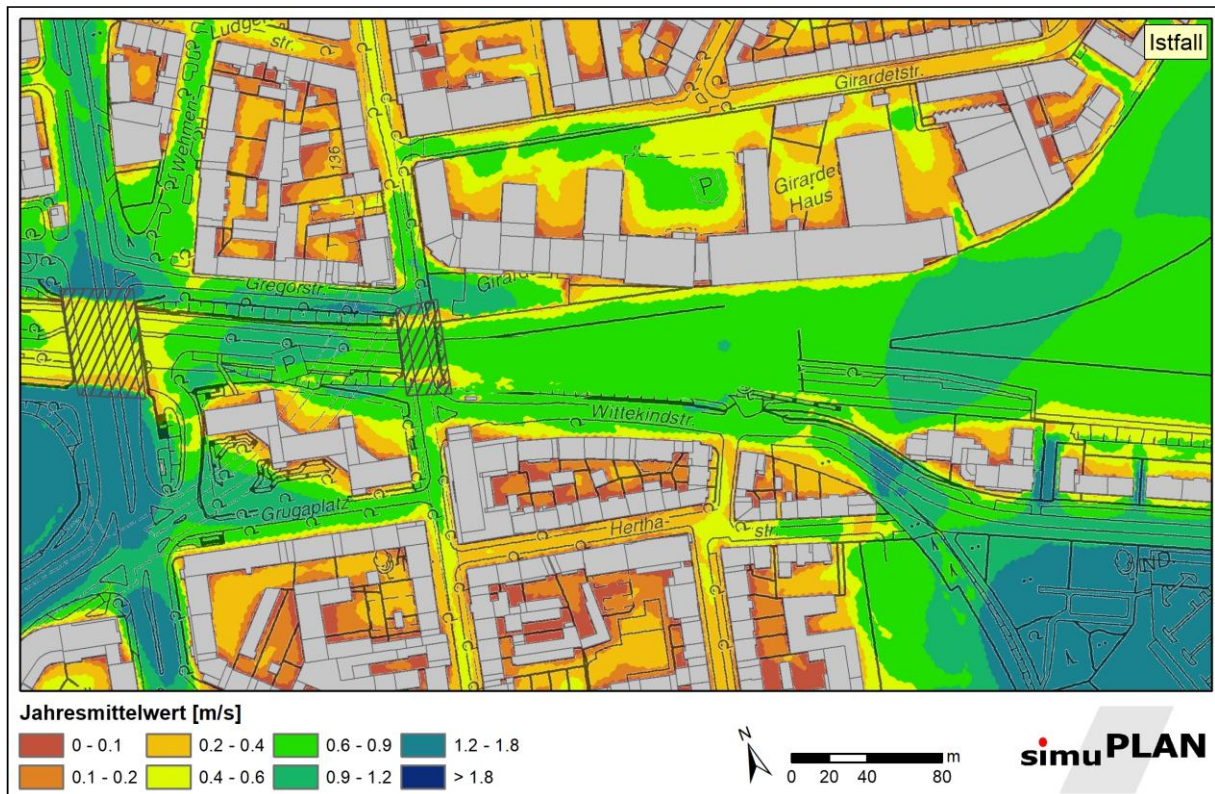 Istfall
Ludge
str.
Wehmen-
136
Girardetstr.
P
Girardet
Haus
Gregorstr.
Girard
P
Wittekindstr.
Grugaplatz
Hertha-
str.
ND
Jahresmittelwert [m/s]
0 - 0.1
0.2 - 0.4
0.6 - 0.9
1.2 - 1.8
0.1 - 0.2
0.4 - 0.6
0.9 - 1.2
> 1.8
N
m
0 20 40 80
simuPLAN